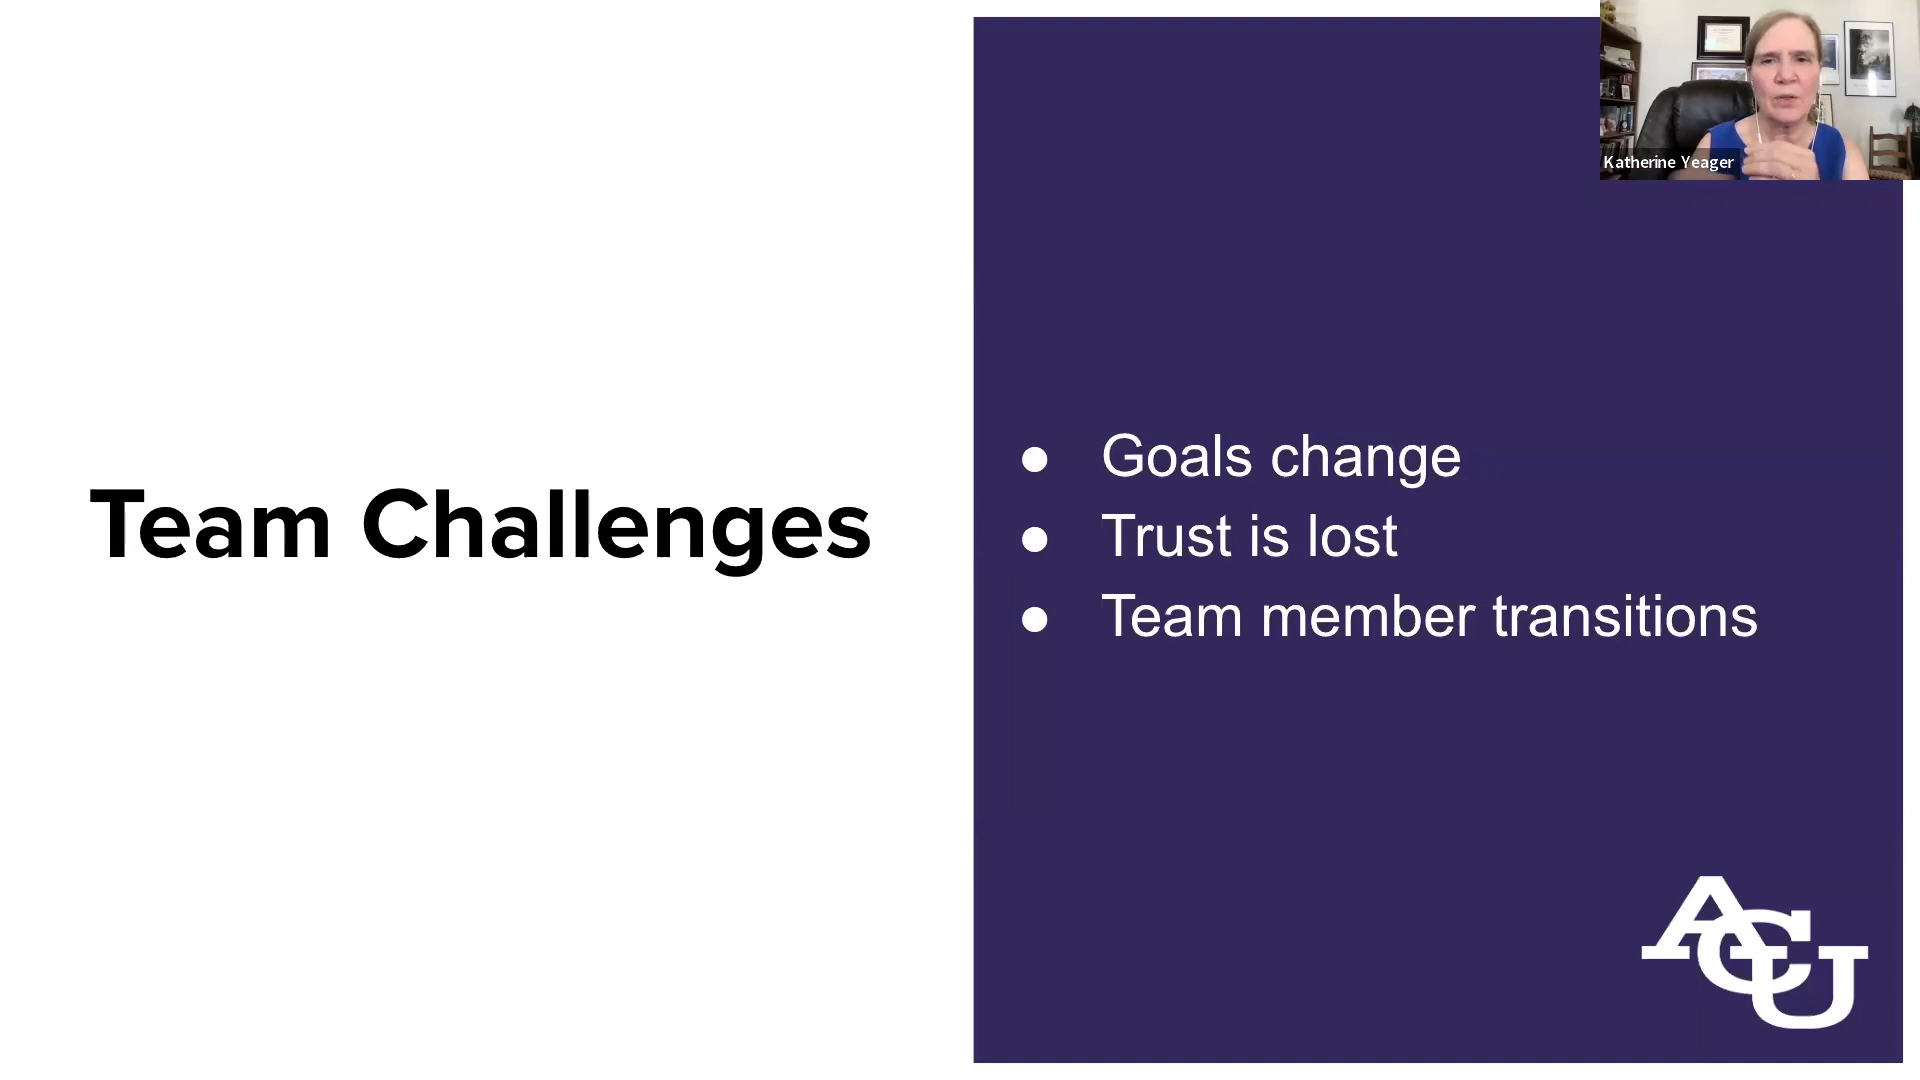 Katherine Yeager
Team Challenges
● Goals change
● Trust is lost
● Team member transitions
ACU